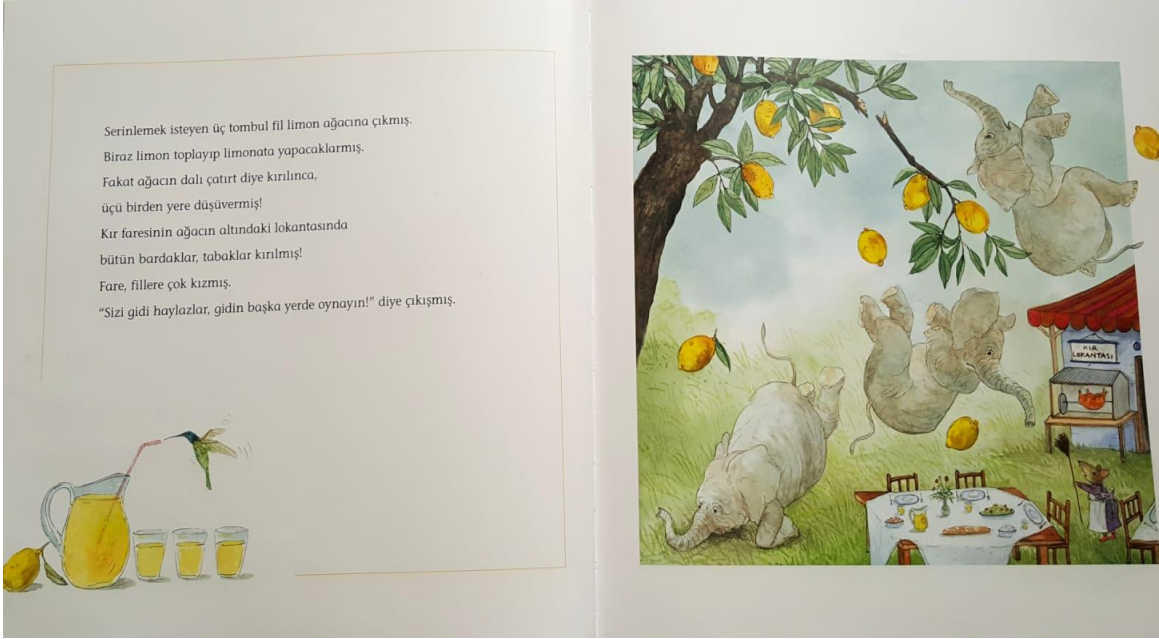 Serinlemek isteyen üç tombul fil limon ağacına çıkmış.
Biraz limon toplayıp limonata yapacaklarmış.
Fakat ağacın dalı çatırt diye kırılınca,
üçü birden yere düşüvermiş!
Kır faresinin ağacın altındaki lokantasında
bütün bardaklar, tabaklar kırılmış!
Fare, fillere çok kızmış.
“Sizi gidi haylazlar, gidin başka yerde oynayın!” diye çıkışmış.
KIR
LOKANTASI